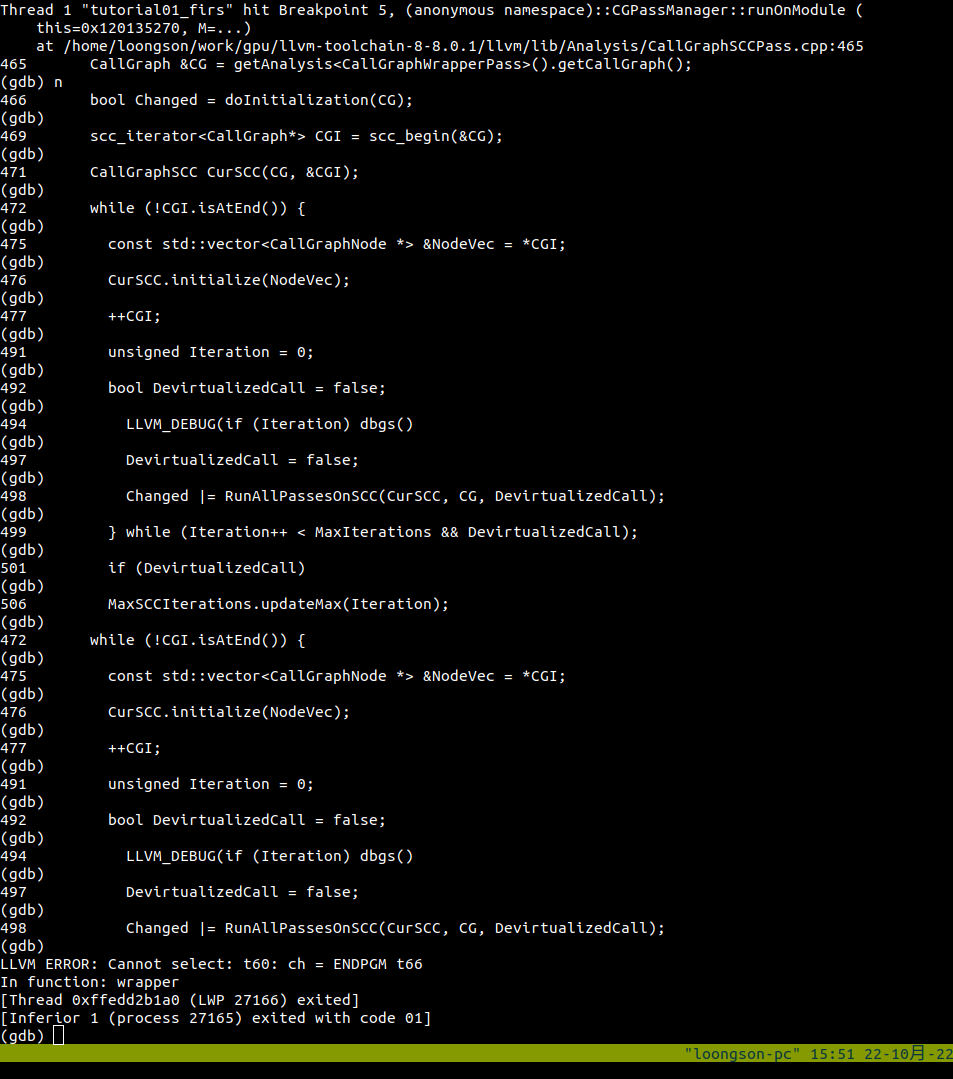 Thread 1 "tutorial01_firs" hit Breakpoint 5, (anonymous namespace)::CGPassManager::runOnModule (
    this=0x120135270, M=...)
    at /home/loongson/work/gpu/llvm-toolchain-8-8.0.1/llvm/lib/Analysis/CallGraphSCCPass.cpp:465
465       CallGraph &CG = getAnalysis<CallGraphWrapperPass>().getCallGraph();
(gdb) n
466       bool Changed = doInitialization(CG);
(gdb)
469       scc_iterator<CallGraph*> CGI = scc_begin(&CG);
(gdb)
471       CallGraphSCC CurSCC(CG, &CGI);
(gdb)
472       while (!CGI.isAtEnd()) {
(gdb)
475         const std::vector<CallGraphNode *> &NodeVec = *CGI;
(gdb)
476         CurSCC.initialize(NodeVec);
(gdb)
477         ++CGI;
(gdb)
491         unsigned Iteration = 0;
(gdb)
492         bool DevirtualizedCall = false;
(gdb)
494           LLVM_DEBUG(if (Iteration) dbgs()
(gdb)
497           DevirtualizedCall = false;
(gdb)
498           Changed |= RunAllPassesOnSCC(CurSCC, CG, DevirtualizedCall);
(gdb)
499         } while (Iteration++ < MaxIterations && DevirtualizedCall);
(gdb)
501         if (DevirtualizedCall)
(gdb)
506         MaxSCCIterations.updateMax(Iteration);
(gdb)
472       while (!CGI.isAtEnd()) {
(gdb)
475         const std::vector<CallGraphNode *> &NodeVec = *CGI;
(gdb)
476         CurSCC.initialize(NodeVec);
(gdb)
477         ++CGI;
(gdb)
491         unsigned Iteration = 0;
(gdb)
492         bool DevirtualizedCall = false;
(gdb)
494           LLVM_DEBUG(if (Iteration) dbgs()
(gdb)
497           DevirtualizedCall = false;
(gdb)
498           Changed |= RunAllPassesOnSCC(CurSCC, CG, DevirtualizedCall);
(gdb)
LLVM ERROR: Cannot select: t60: ch = ENDPGM t66
In function: wrapper
[Thread 0xffedd2b1a0 (LWP 27166) exited]
[Inferior 1 (process 27165) exited with code 01]
(gdb)
"loongson-pc" 15:51 22-10月-22